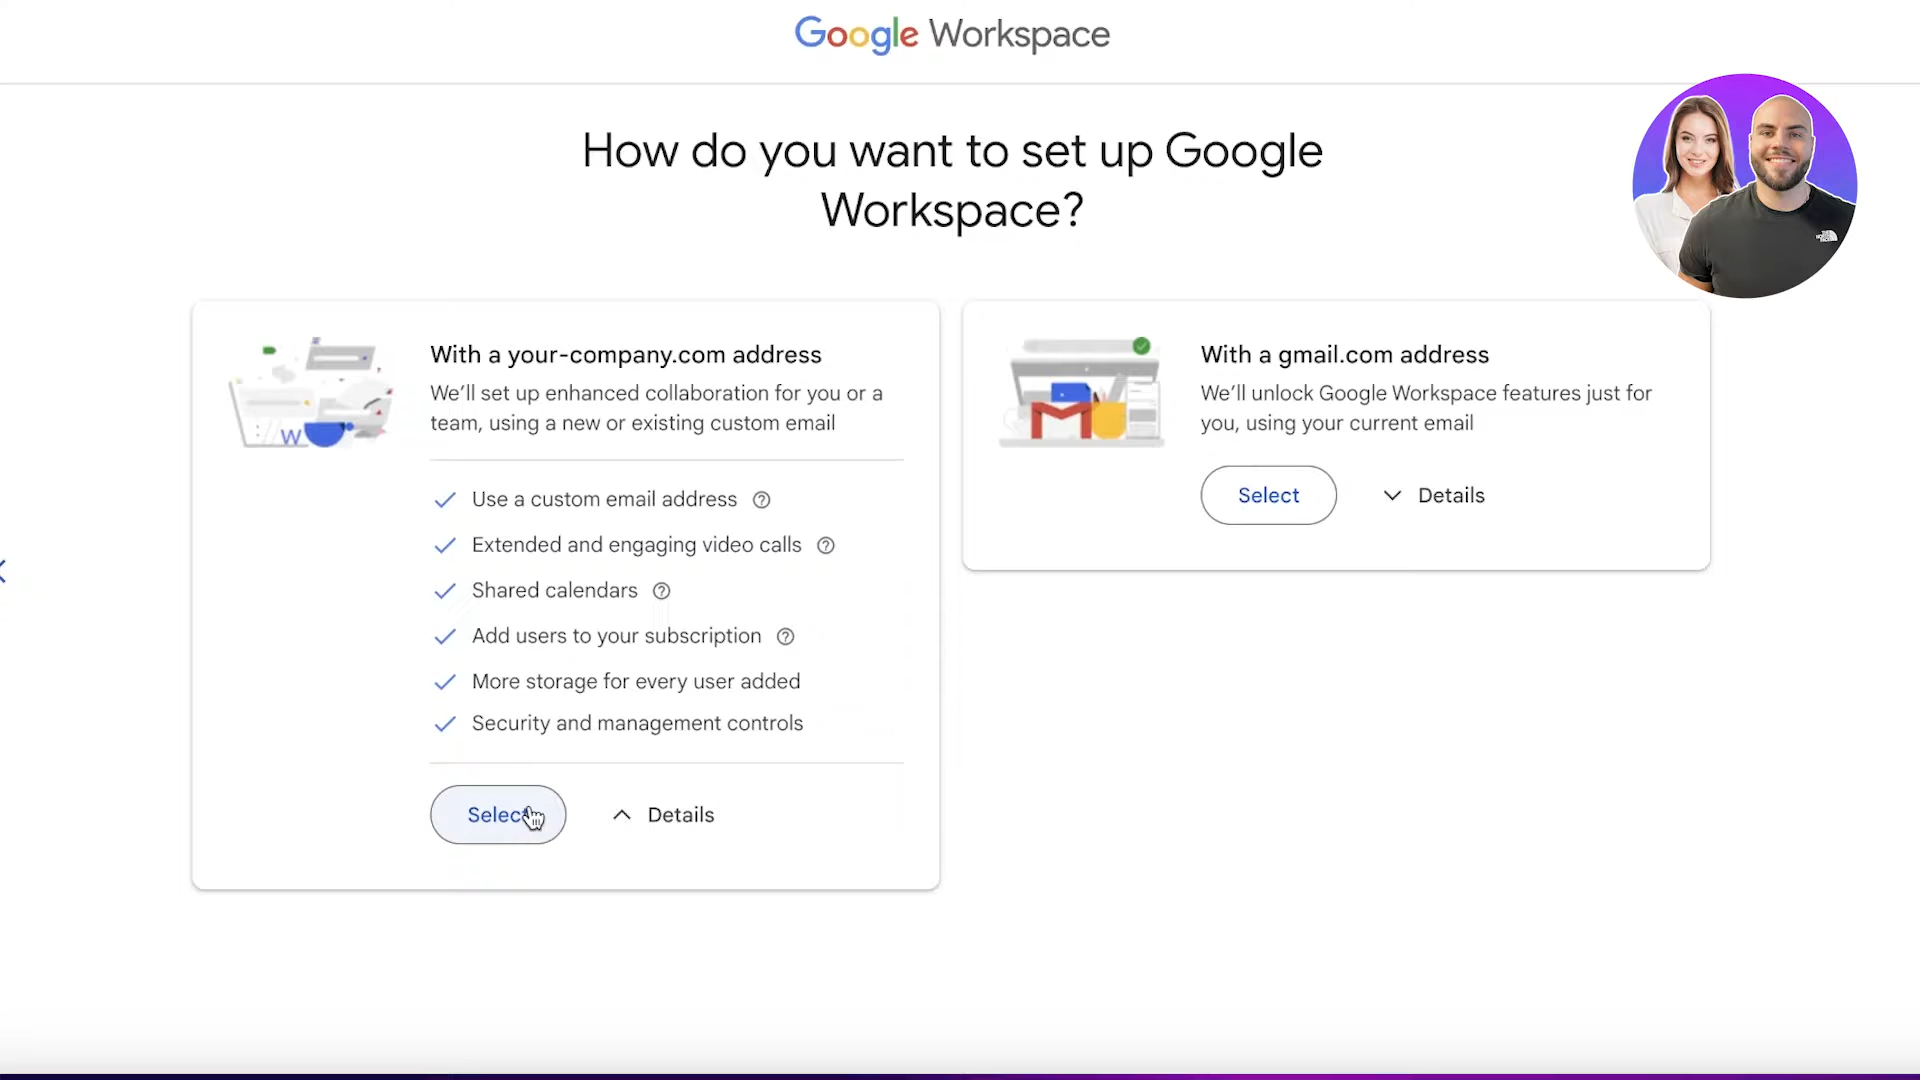 Google Workspace
How do you want to set up Google
Workspace?
With a your-company.com address
We'll set up enhanced collaboration for you or a
team, using a new or existing custom email
Use a custom email address
Extended and engaging video calls
Shared calendars
Add users to your subscription
More storage for every user added
Security and management controls
Select
Details
With a gmail.com address
We'll unlock Google Workspace features just for
you, using your current email
Select
Details
W
THE NORTH FACE